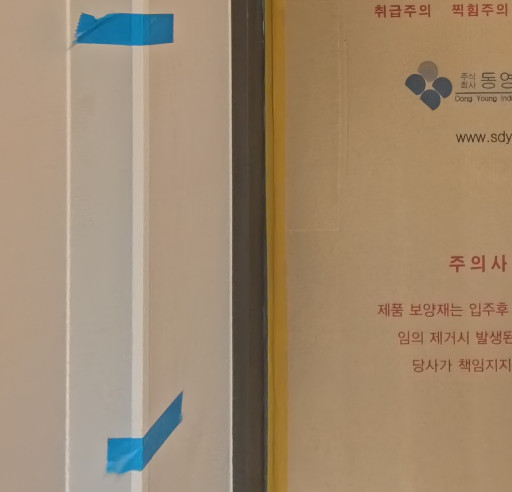 취급주의 찍힘주의
주식
회사 동영
Dong Young Ind
www.sdy
주의사
제품 보양재는 입주후
임의 제거시 발생된
당사가 책임지지